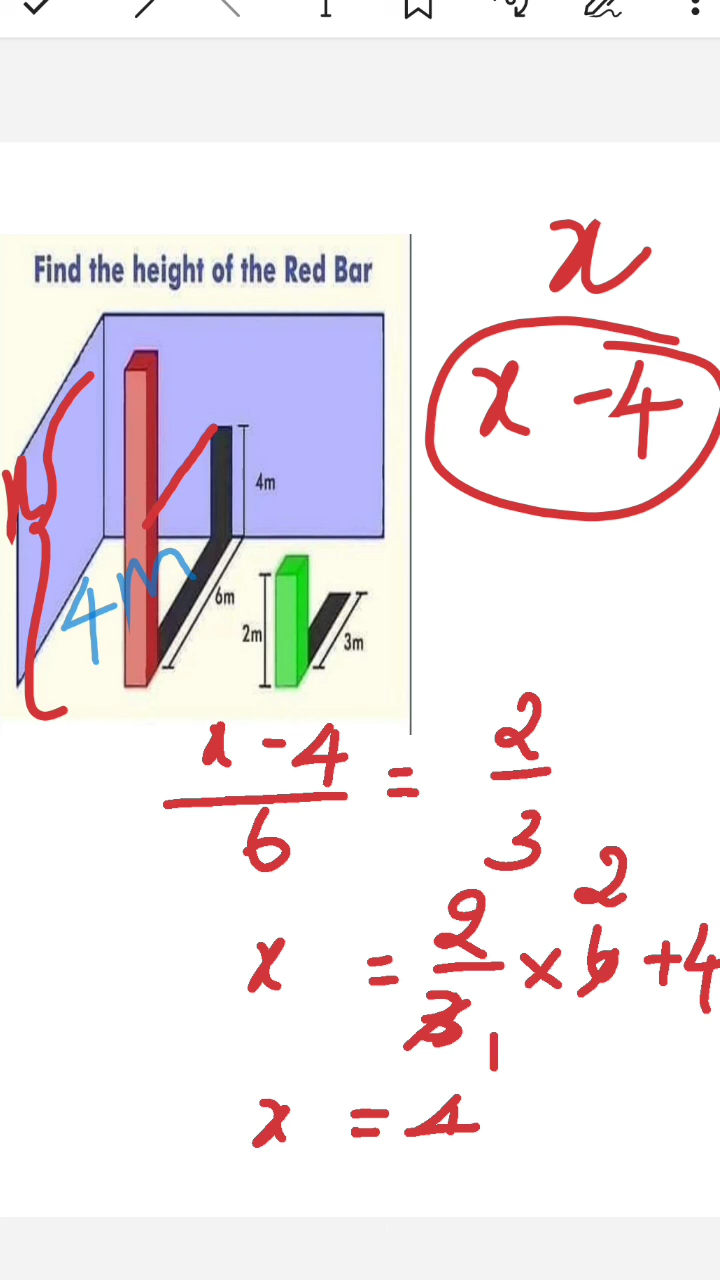 Find the height of the Red Bar
x
x - 4
4m
x
4m
6m
2m
3m
x - 4 / 6 = 2 / 3
2
x = 2 / 3 × 6 + 4
1
x = 4